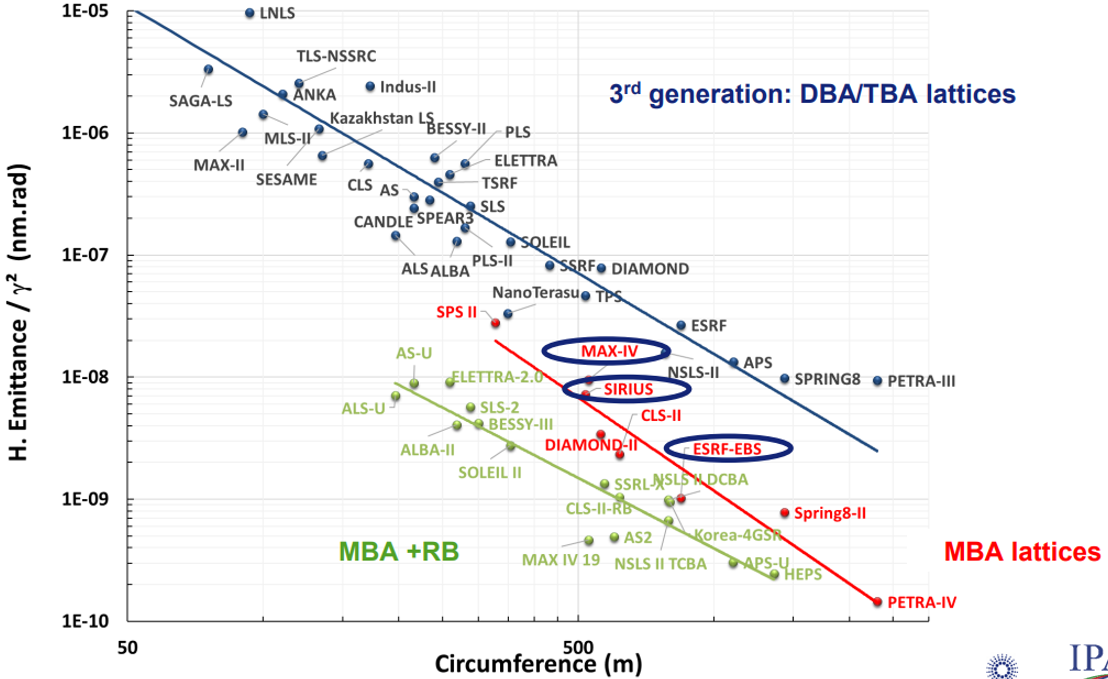 1E-05
LNLS
TLS-NSSRC
SAGA-LS
ANKA
Indus-II
3rd generation: DBA/TBA lattices
1E-06
MLS-II
Kazakhstan LS
BESSY-II
PLS
MAX-II
ELETTRA
SESAME
CLS
AS
TSRF
CANDLE
SPEAR3
SLS
1E-07
ALS
ALBA
PLS-II
SOLEIL
SSRF
DIAMOND
NanoTerasu
TPS
SPS II
ESRF
AS-U
MAX-IV
NSLS-II
APS
1E-08
ELETTRA-2.0
SIRIUS
SPRING8
PETRA-III
ALS-U
SLS-2
CLS-II
BESSY-III
ALBA-II
DIAMOND-II
ESRF-EBS
SOLEIL II
SSRL-X
NSLS II DCBA
1E-09
CLS-II-RB
Spring8-II
MBA +RB
MAX IV 19
AS2
Korea-4GSR
NSLS II TCBA
APS-U
HEPS
MBA lattices
PETRA-IV
1E-10
50
500
Circumference (m)
H. Emittance / γ² (nm.rad)